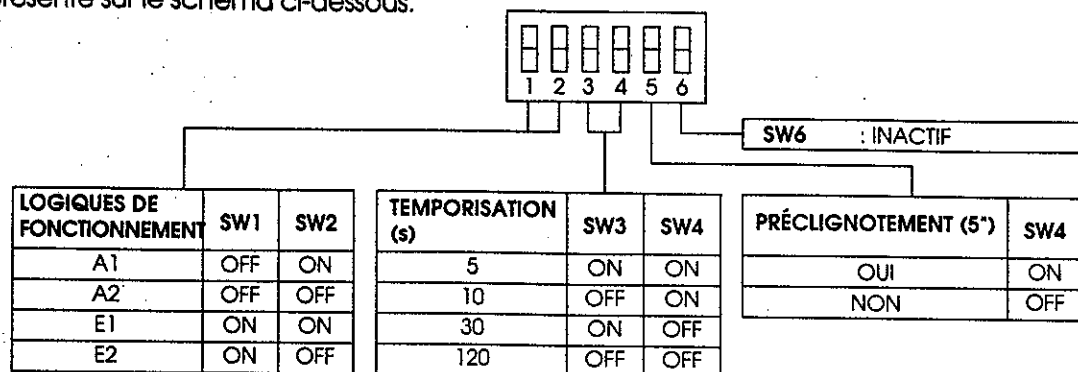 présenté sur le schéma ci-dessous.
1 2 3 4 5 6
SW6 : INACTIF
LOGIQUES DE FONCTIONNEMENT SW1 SW2
A1 OFF ON
A2 OFF OFF
E1 ON ON
E2 ON OFF
TEMPORISATION (s) SW3 SW4
5 ON ON
10 OFF ON
30 ON OFF
120 OFF OFF
PRÉCLIGNOTEMENT (5") SW4
OUI ON
NON OFF